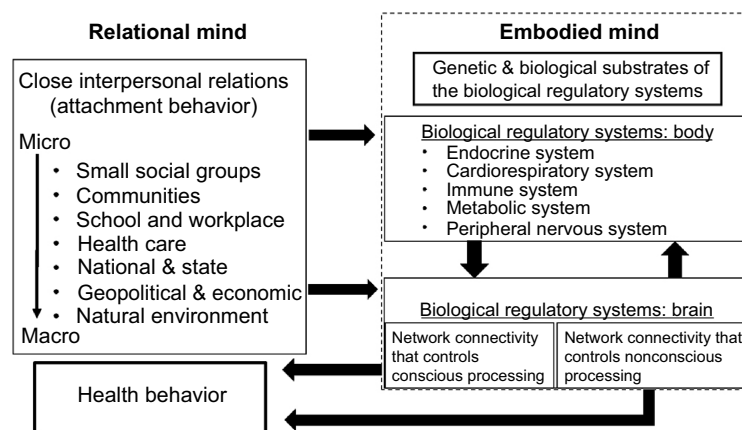 Relational mind
Close interpersonal relations
(attachment behavior)
Micro
• Small social groups
• Communities
• School and workplace
• Health care
• National & state
• Geopolitical & economic
• Natural environment
Macro
Health behavior
Embodied mind
Genetic & biological substrates of
the biological regulatory systems
Biological regulatory systems: body
• Endocrine system
• Cardiorespiratory system
• Immune system
• Metabolic system
• Peripheral nervous system
Biological regulatory systems: brain
Network connectivity
that controls
conscious processing
Network connectivity that
controls nonconscious
processing